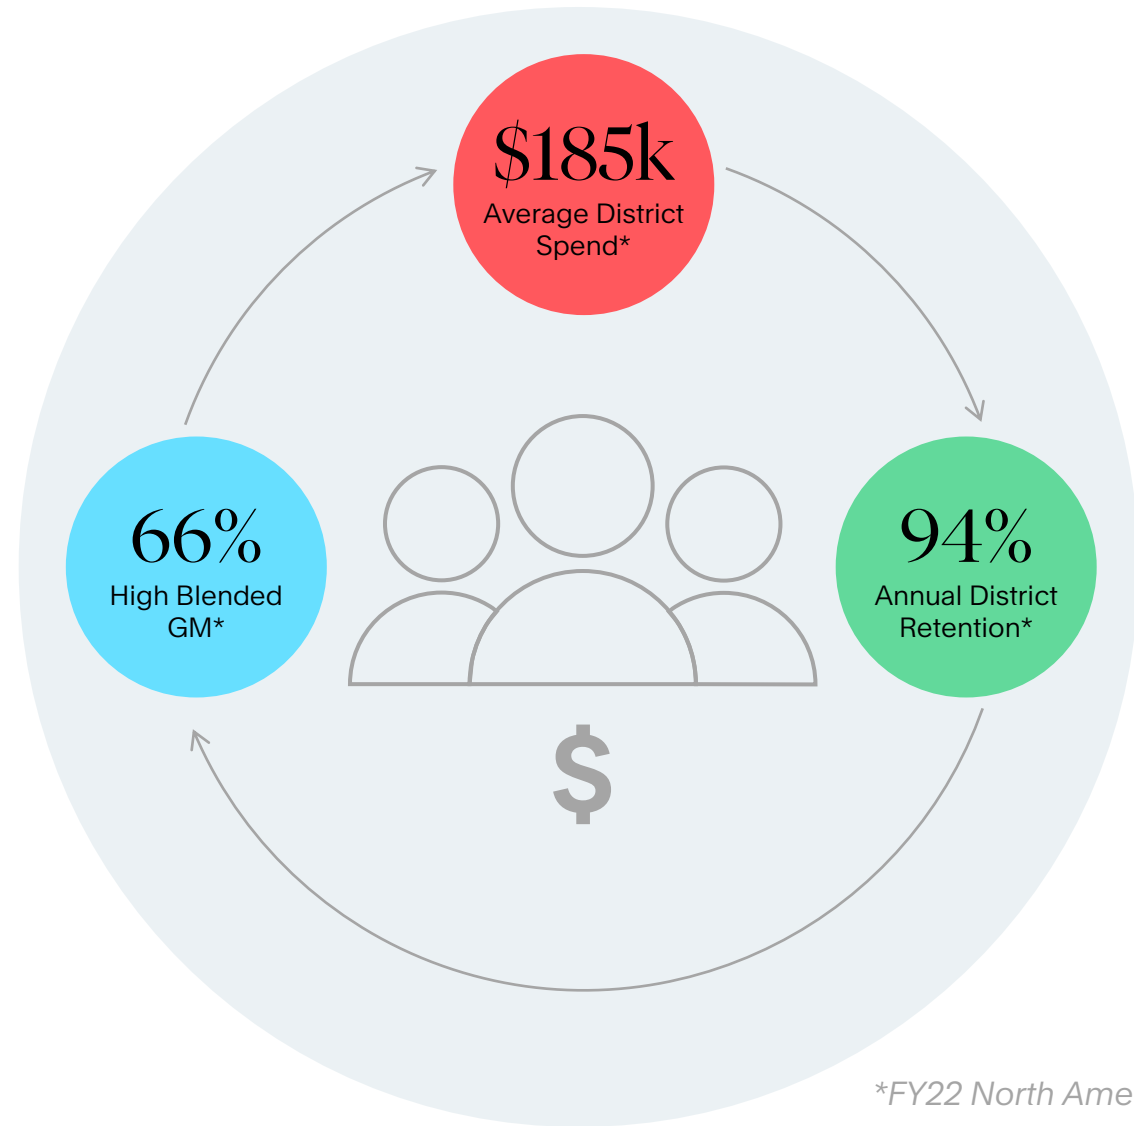 $185k
Average District
Spend*
66%
High Blended
GM*
94%
Annual District
Retention*
$
*FY22 North Ame